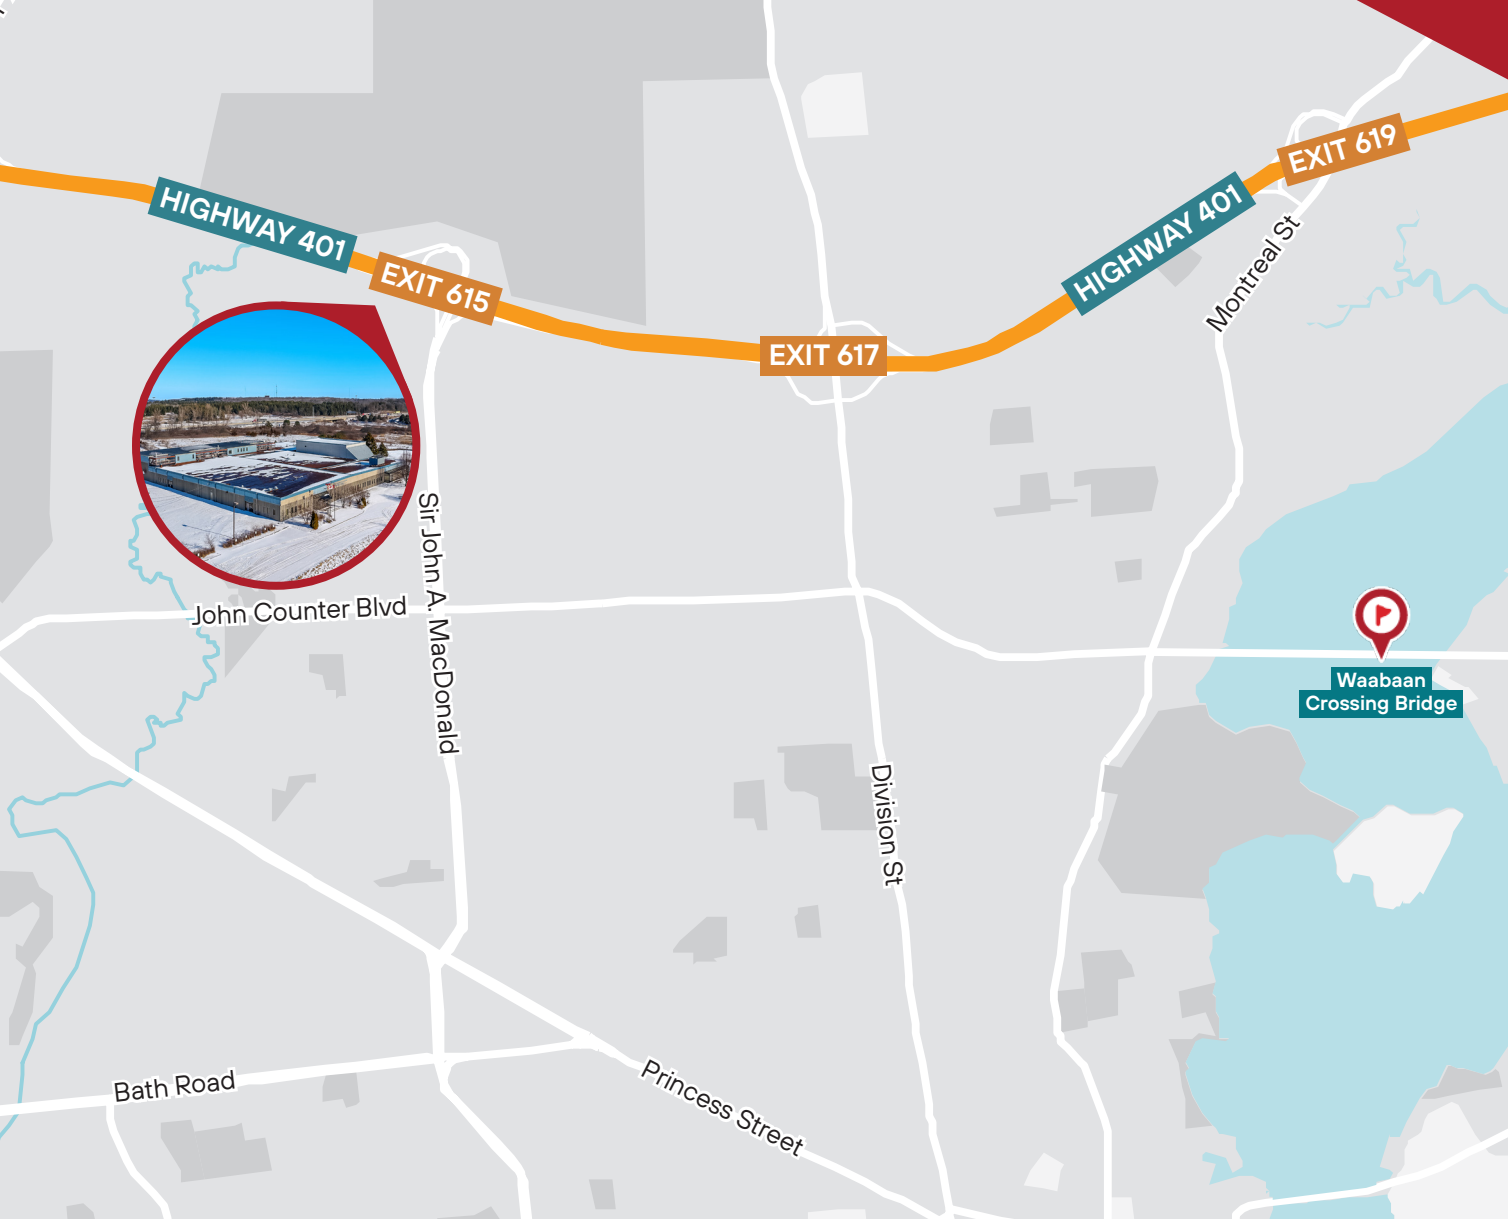 EXIT 619
HIGHWAY 401
HIGHWAY 401
EXIT 615
Montreal St
EXIT 617
Sir John A. MacDonald
John Counter Blvd
Waabaan
Crossing Bridge
Division St
Bath Road
Princess Street